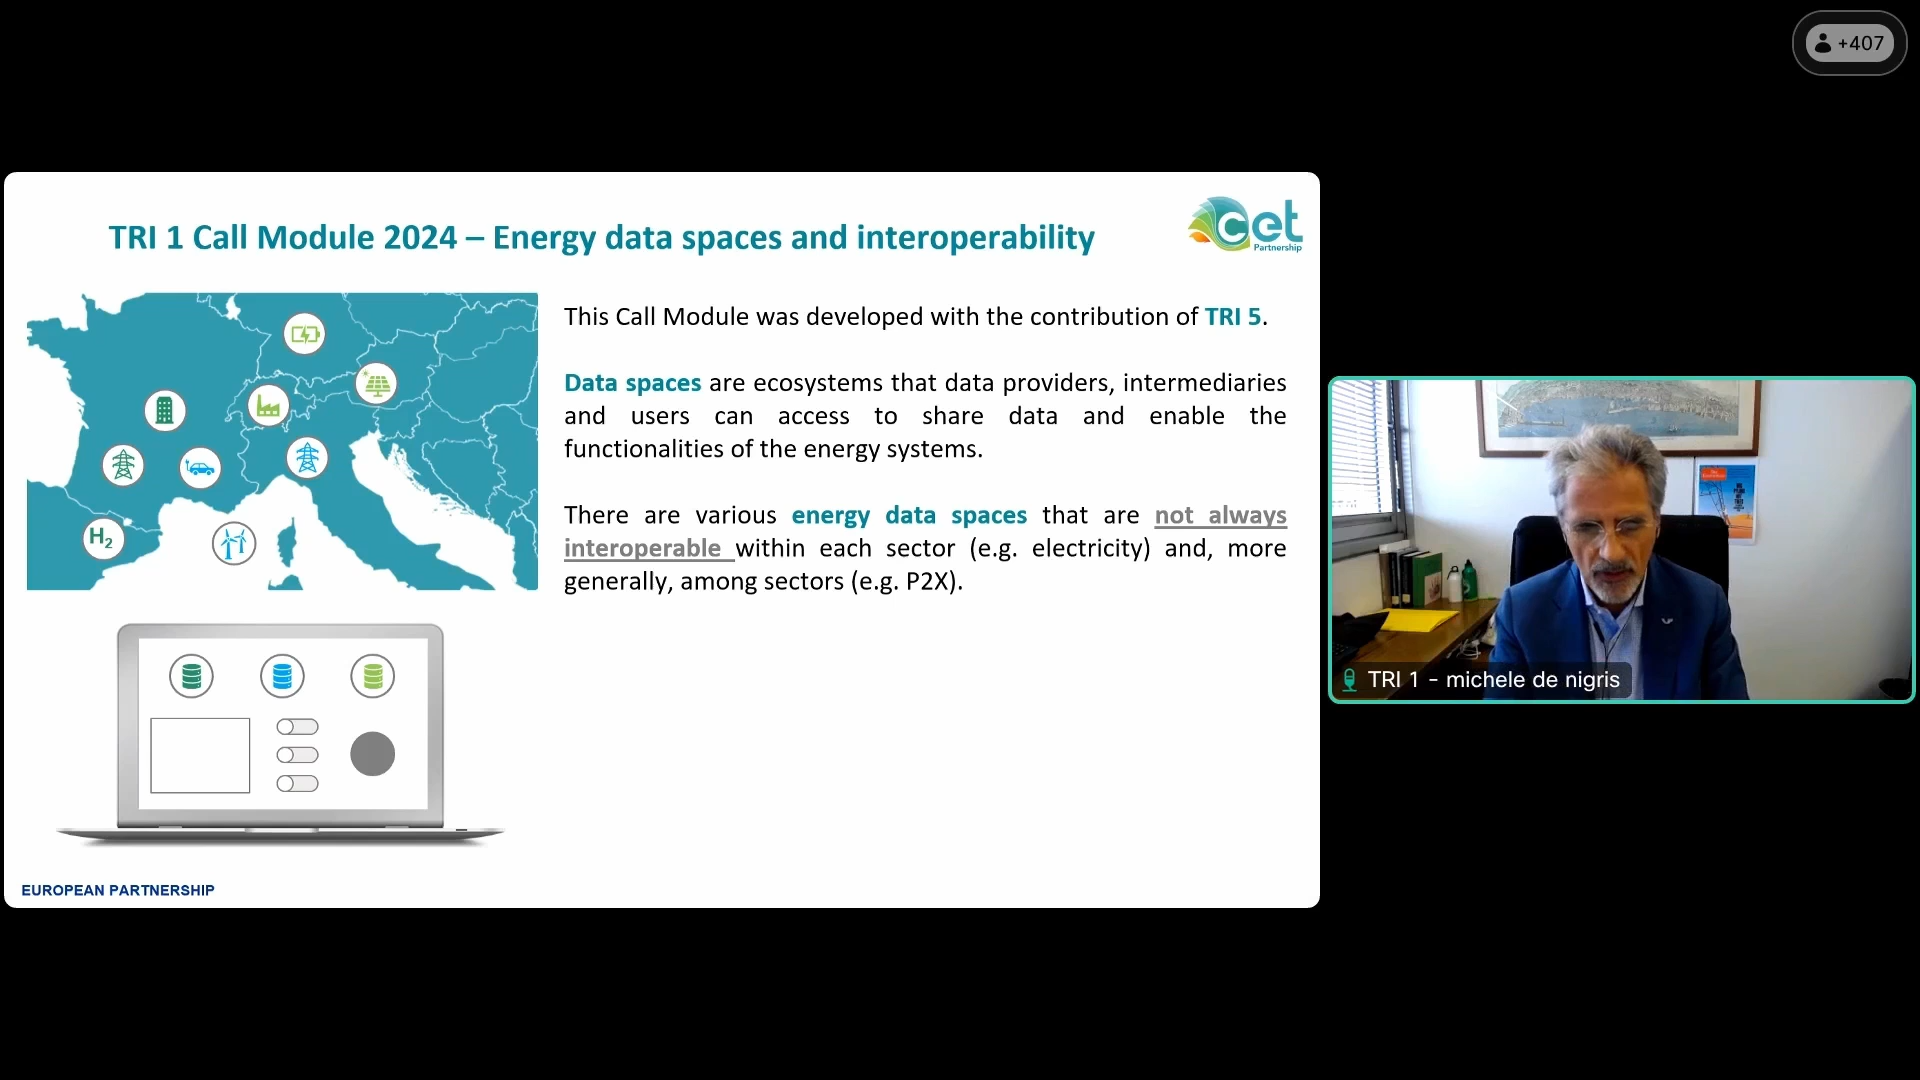 +407
TRI 1 Call Module 2024 – Energy data spaces and interoperability
cet
Partnership
This Call Module was developed with the contribution of TRI 5.
Data spaces are ecosystems that data providers, intermediaries
and users can access to share data and enable the
functionalities of the energy systems.
There are various energy data spaces that are not always
interoperable within each sector (e.g. electricity) and, more
generally, among sectors (e.g. P2X).
H2
EUROPEAN PARTNERSHIP
TRI 1 - michele de nigris